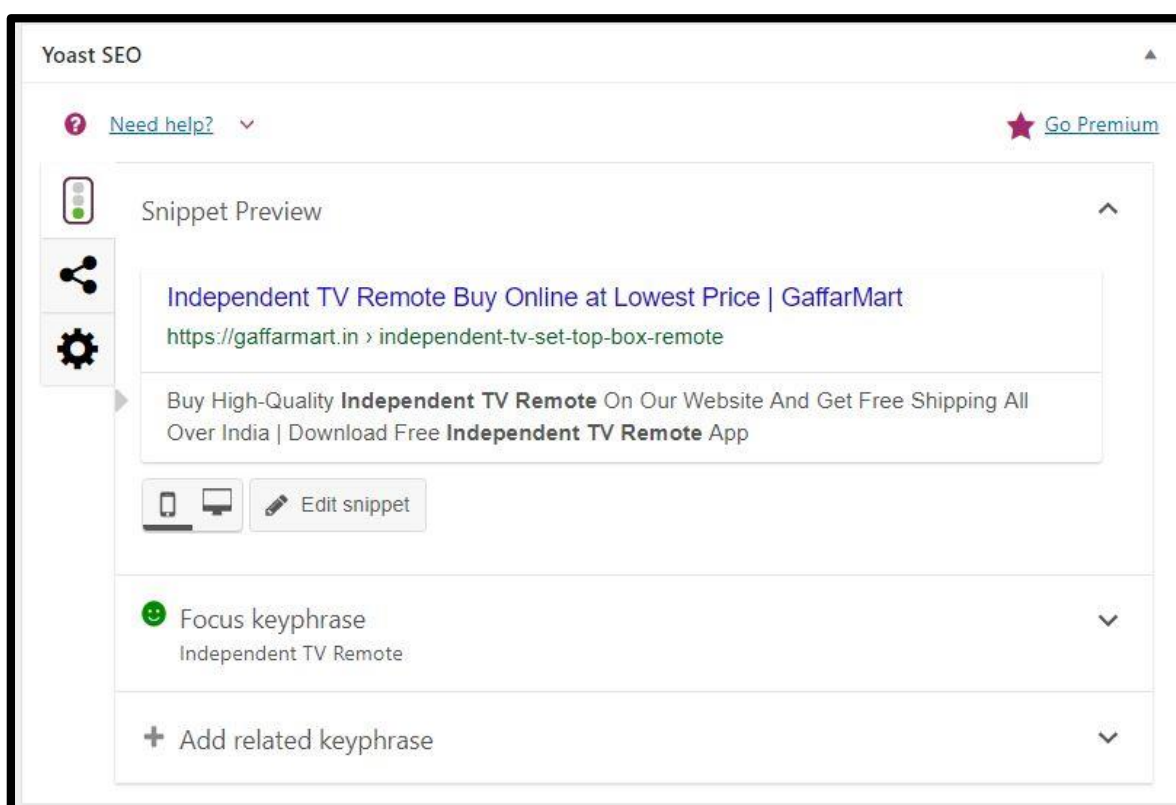 Yoast SEO
Need help?
Go Premium
Snippet Preview
Independent TV Remote Buy Online at Lowest Price | GaffarMart
https://gaffarmart.in › independent-tv-set-top-box-remote
Buy High-Quality Independent TV Remote On Our Website And Get Free Shipping All
Over India | Download Free Independent TV Remote App
Edit snippet
Focus keyphrase
Independent TV Remote
Add related keyphrase